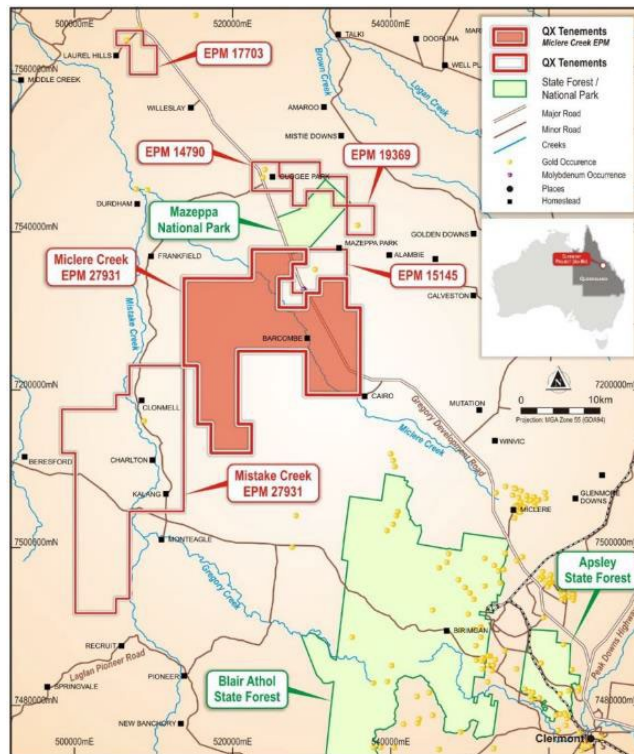 500000mE
520000mE
540000mE
LAUREL HILLS
EPM 17703
TALKI
DOORUNA
7560000mN
MIDDLE CREEK
Brown Creek
WELL PL
Logan Creek
WILLESLAY
AMAROO
MISTIE DOWNS
EPM 14790
EPM 19369
DURDHAM
Mazeppa
National Park
7540000mN
GOLDEN DOWNS
MAZEPPA PARK
ALAMBIE
FRANKFIELD
Miclere Creek
EPM 27931
EPM 15145
CALVESTON
Mistake Creek
BARCOMBE
7200000mN
7200000mN
CLONMELL
CAIRO
MUTATION
Miclere Creek
Gregory Development Road
WINVIC
BERESFORD
CHARLTON
KALANG
Mistake Creek
EPM 27931
GLENMORE
DOWNS
MICLERE
7500000mN
7500000mN
MONTEAGLE
Gregory Creek
Apsley
State Forest
BIRIMGAN
RECRUIT
Laglan Pioneer Road
PIONEER
SPRINGVALE
Blair Athol
State Forest
Peak Downs Highway
7480000mN
7480000mN
NEW BANCHORY
Clermont
500000mE
520000mE
540000mE
QX Tenements
Miclere Creek EPM
QX Tenements
State Forest /
National Park
Major Road
Minor Road
Creeks
Gold Occurence
Molybdenum Occurrence
Places
Homestead
0
10km
Projection: MGA Zone 55 (GDA94)